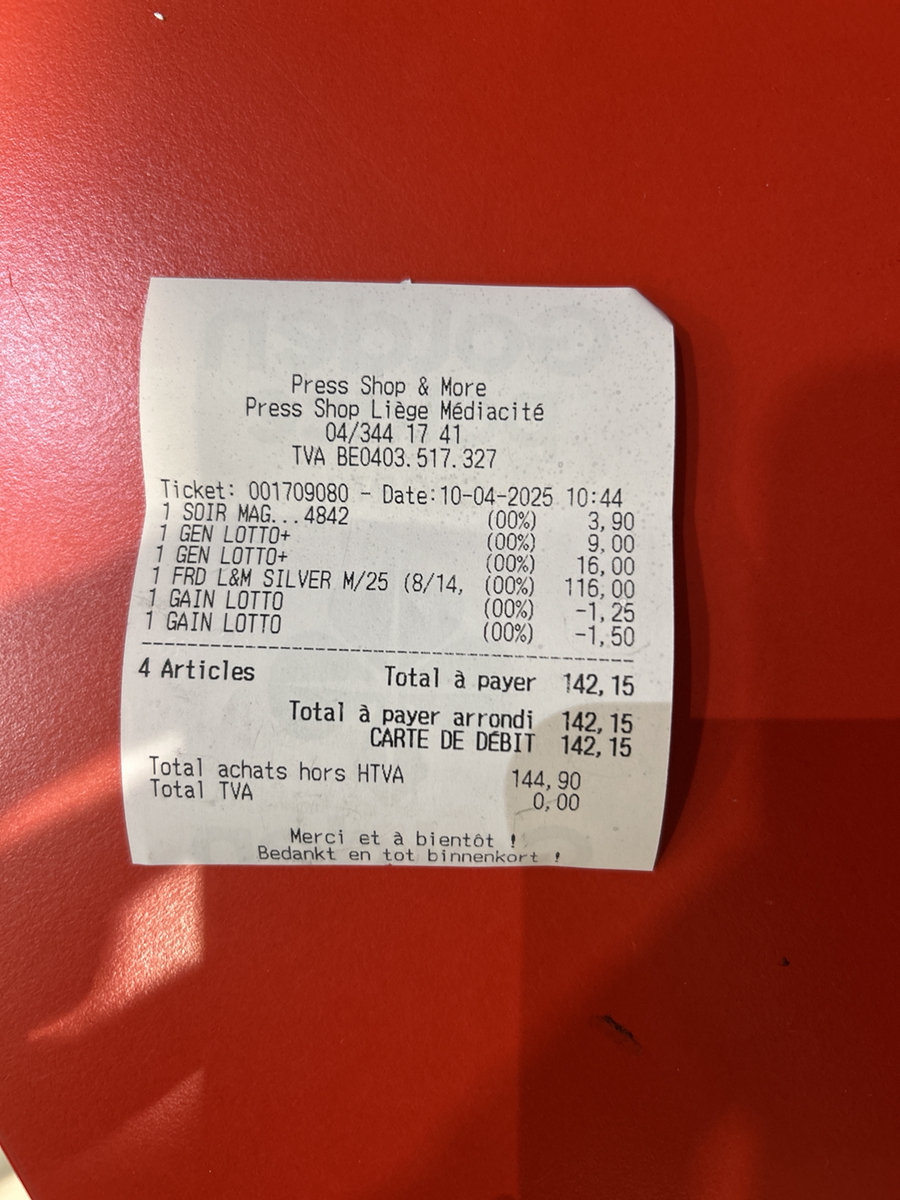 Press Shop & More
Press Shop Liège Médiacité
04/344 17 41
TVA BE0403.517.327
Ticket: 001709080 - Date:10-04-2025 10:44
1 SOIR MAG...4842 (00%) 3,90
1 GEN LOTTO+ (00%) 9,00
1 GEN LOTTO+ (00%) 16,00
1 FRD L&M SILVER M/25 (8/14, (00%) 116,00
1 GAIN LOTTO (00%) -1,25
1 GAIN LOTTO (00%) -1,50
4 Articles Total à payer 142,15
Total à payer arrondi 142,15
CARTE DE DÉBIT 142,15
Total achats hors HTVA 144,90
Total TVA 0,00
Merci et à bientôt !
Bedankt en tot binnenkort !